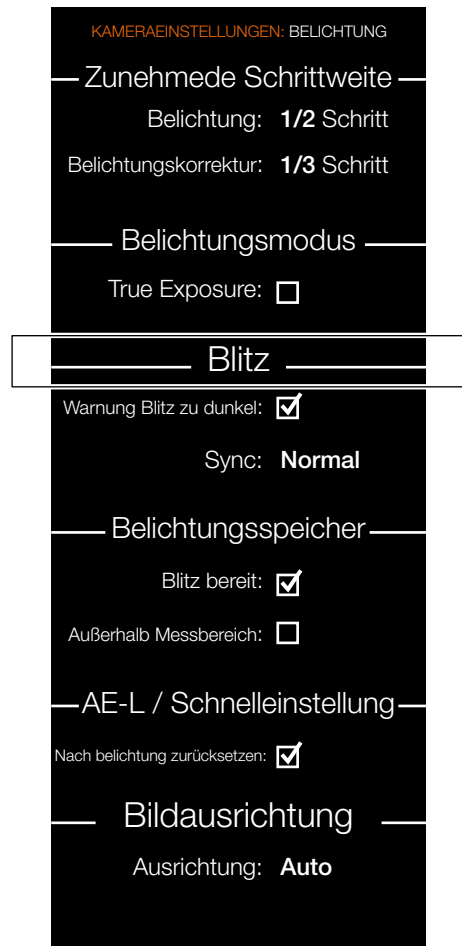 KAMERAEINSTELLUNGEN: BELICHTUNG
Zunehmede Schrittweite
Belichtung: 1/2 Schritt
Belichtungskorrektur: 1/3 Schritt
Belichtungsmodus
True Exposure:
Blitz
Warnung Blitz zu dunkel:
Sync: Normal
Belichtungsspeicher
Blitz bereit:
Außerhalb Messbereich:
AE-L / Schnelleinstellung
Nach belichtung zurücksetzen:
Bildausrichtung
Ausrichtung: Auto